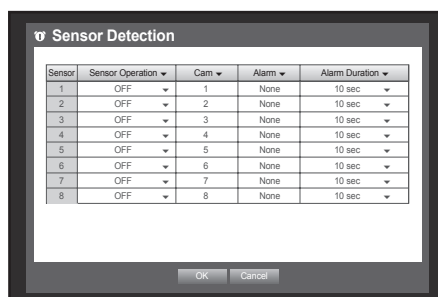 Sensor Detection
Sensor Sensor Operation Cam Alarm Alarm Duration
1 OFF 1 None 10 sec
2 OFF 2 None 10 sec
3 OFF 3 None 10 sec
4 OFF 4 None 10 sec
5 OFF 5 None 10 sec
6 OFF 6 None 10 sec
7 OFF 7 None 10 sec
8 OFF 8 None 10 sec
OK Cancel